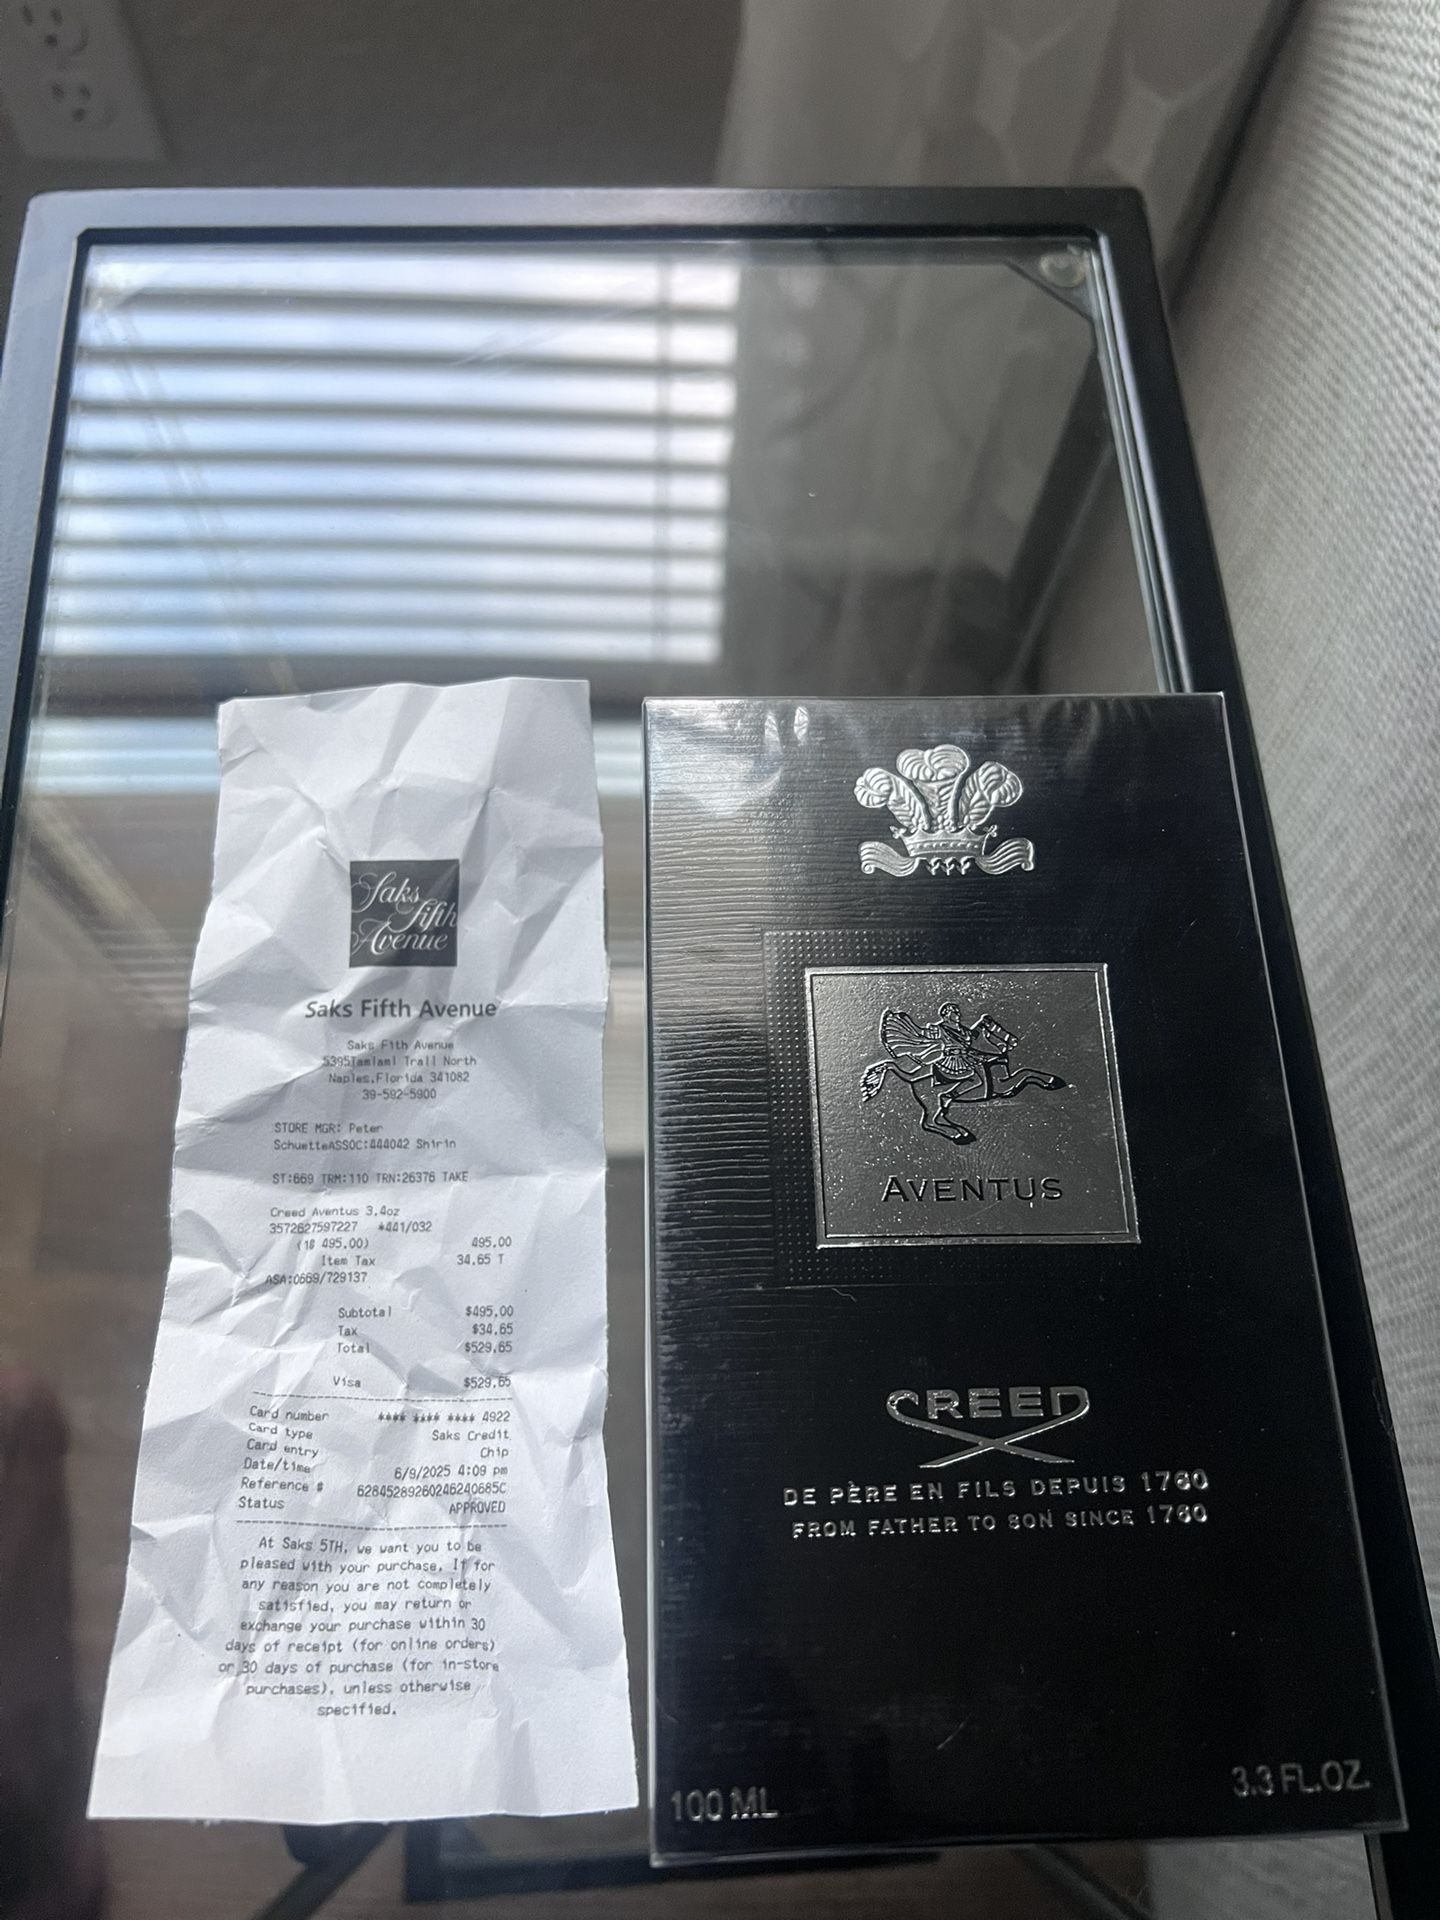 Saks
Fifth
Avenue
Saks Fifth Avenue
Saks F1th Avenue
5395Tamiami Trail North
Naples,Florida 341082
39-592-5900
STORE MGR: Peter
SchuetteASSOC:444042 Shirin
ST:669 TRM:110 TRN:26376 TAKE
Creed Aventus 3.4oz
3572627597227 *441/032
(1@ 495.00) 495.00
Item Tax 34.65 T
ASA:0669/729137
Subtotal $495.00
Tax $34.65
Total $529.65
Visa $529.65
Card number **** **** **** 4922
Card type Saks Credit
Card entry Chip
Date/time 6/9/2025 4:09 pm
Reference # 62845289260246240685C
Status APPROVED
At Saks 5TH, we want you to be
pleased with your purchase. If for
any reason you are not completely
satisfied, you may return or
exchange your purchase within 30
days of receipt (for online orders)
or 30 days of purchase (for in-store
purchases), unless otherwise
specified.
AVENTUS
CREED
DE PÈRE EN FILS DEPUIS 1760
FROM FATHER TO SON SINCE 1760
100 ML
3.3 FL.OZ.